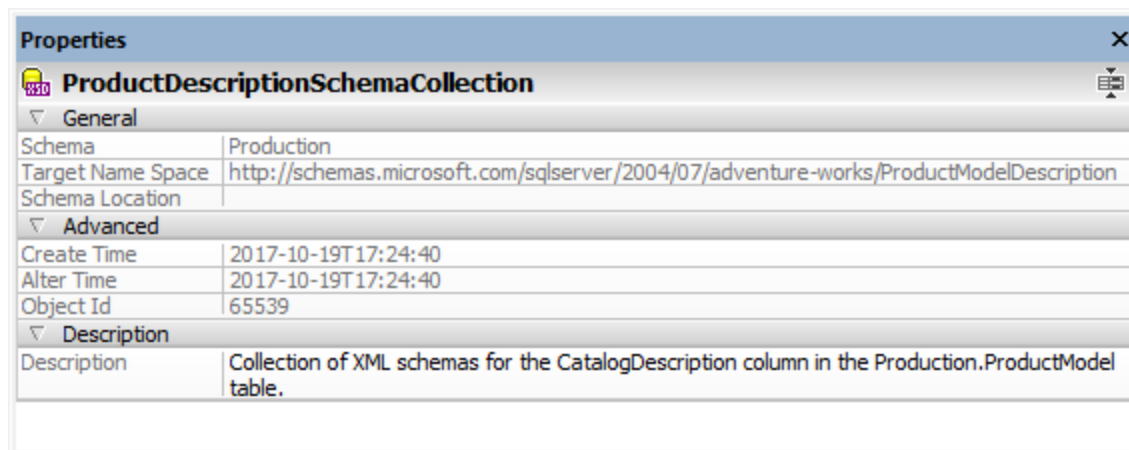 Properties
XSD ProductDescriptionSchemaCollection
General
Schema Production
Target Name Space http://schemas.microsoft.com/sqlserver/2004/07/adventure-works/ProductModelDescription
Schema Location
Advanced
Create Time 2017-10-19T17:24:40
Alter Time 2017-10-19T17:24:40
Object Id 65539
Description
Description Collection of XML schemas for the CatalogDescription column in the Production.ProductModel
table.